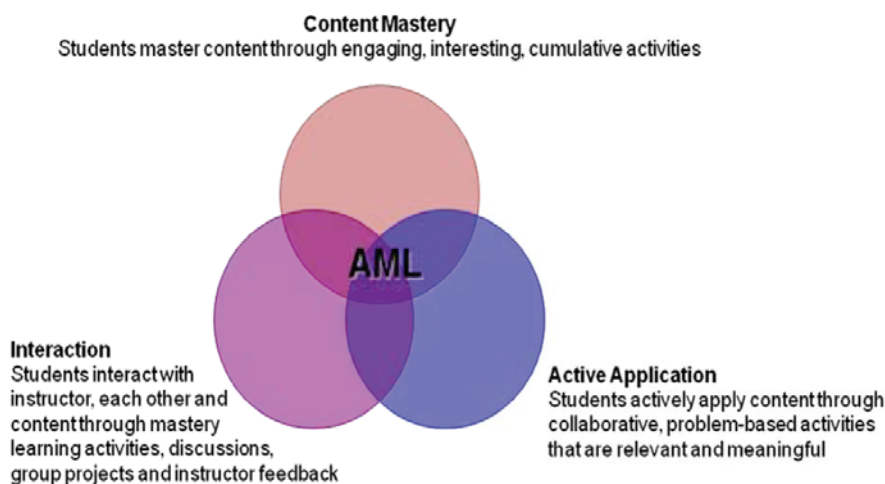 Content Mastery
Students master content through engaging, interesting, cumulative activities
AML
Interaction
Students interact with
instructor, each other and
content through mastery
learning activities, discussions,
group projects and instructor feedback
Active Application
Students actively apply content through
collaborative, problem-based activities
that are relevant and meaningful